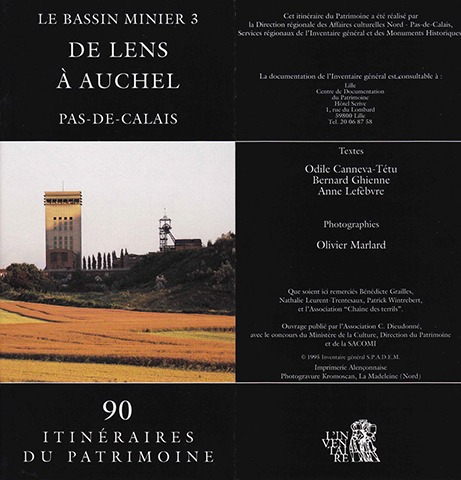 LE BASSIN MINIER 3
DE LENS
À AUCHEL
PAS-DE-CALAIS
90
ITINÉRAIRES
DU PATRIMOINE
Cet itinéraire du Patrimoine a été réalisé par
la Direction régionale des Affaires culturelles Nord - Pas-de-Calais,
Services régionaux de l'Inventaire général et des Monuments Historiques
La documentation de l'Inventaire général est consultable à :
Lille
Centre de Documentation
du Patrimoine
Hôtel Scrive
1, rue du Lombard
59800 Lille
Tel. 20 06 87 58
Textes
Odile Canneva-Tétu
Bernard Ghienne
Anne Lefèbvre
Photographies
Olivier Marlard
Que soient ici remerciés Bénédicte Grailles,
Nathalie Leurent-Trentesaux, Patrick Wintrebert,
et l'Association "Chaîne des terrils".
Ouvrage publié par l'Association C. Dieudonné,
avec le concours du Ministère de la Culture, Direction du Patrimoine
et de la SACOMI
© 1995 Inventaire général S.P.A.D.E.M.
Imprimerie Alençonnaise
Photogravure Kromoscan, La Madeleine (Nord)
L'IN
VEN
TAI
RE